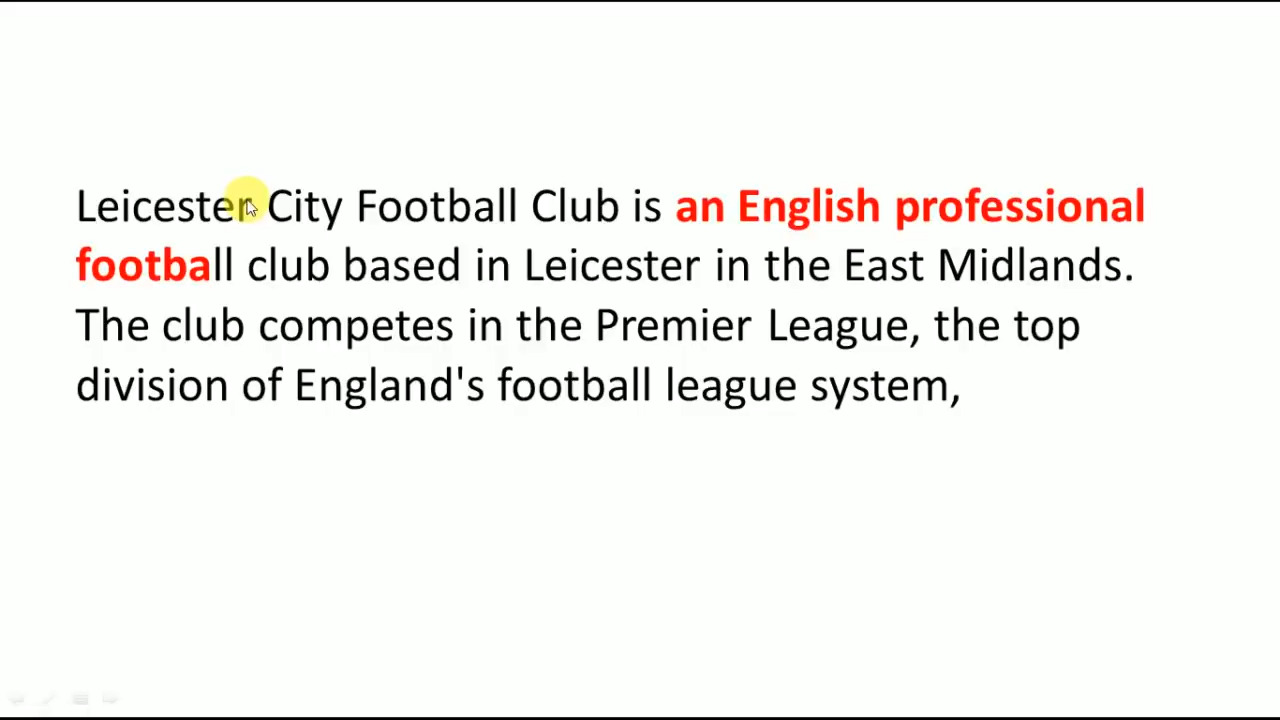 Leicester City Football Club is an English professional
football club based in Leicester in the East Midlands.
The club competes in the Premier League, the top
division of England's football league system,